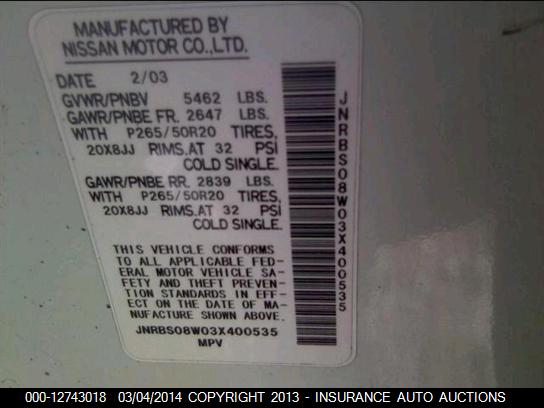 MANUFACTURED BY
NISSAN MOTOR CO.,LTD.
DATE 2/03
GVWR/PNBV 5462 LBS.
GAWR/PNBE FR. 2647 LBS.
WITH P265/50R20 TIRES,
20X8JJ RIMS.AT 32 PSI
COLD SINGLE.
GAWR/PNBE RR. 2839 LBS.
WITH P265/50R20 TIRES,
20X8JJ RIMS.AT 32 PSI
COLD SINGLE.
THIS VEHICLE CONFORMS
TO ALL APPLICABLE FED-
ERAL MOTOR VEHICLE SA-
FETY AND THEFT PREVENTION
STANDARDS IN EFF-
ECT ON THE DATE OF MA-
NUFACTURE SHOWN ABOVE.
JNRBS08W03X400535
MPV
JNRBS08W03X400535
000-12743018 03/04/2014 COPYRIGHT 2013 - INSURANCE AUTO AUCTIONS